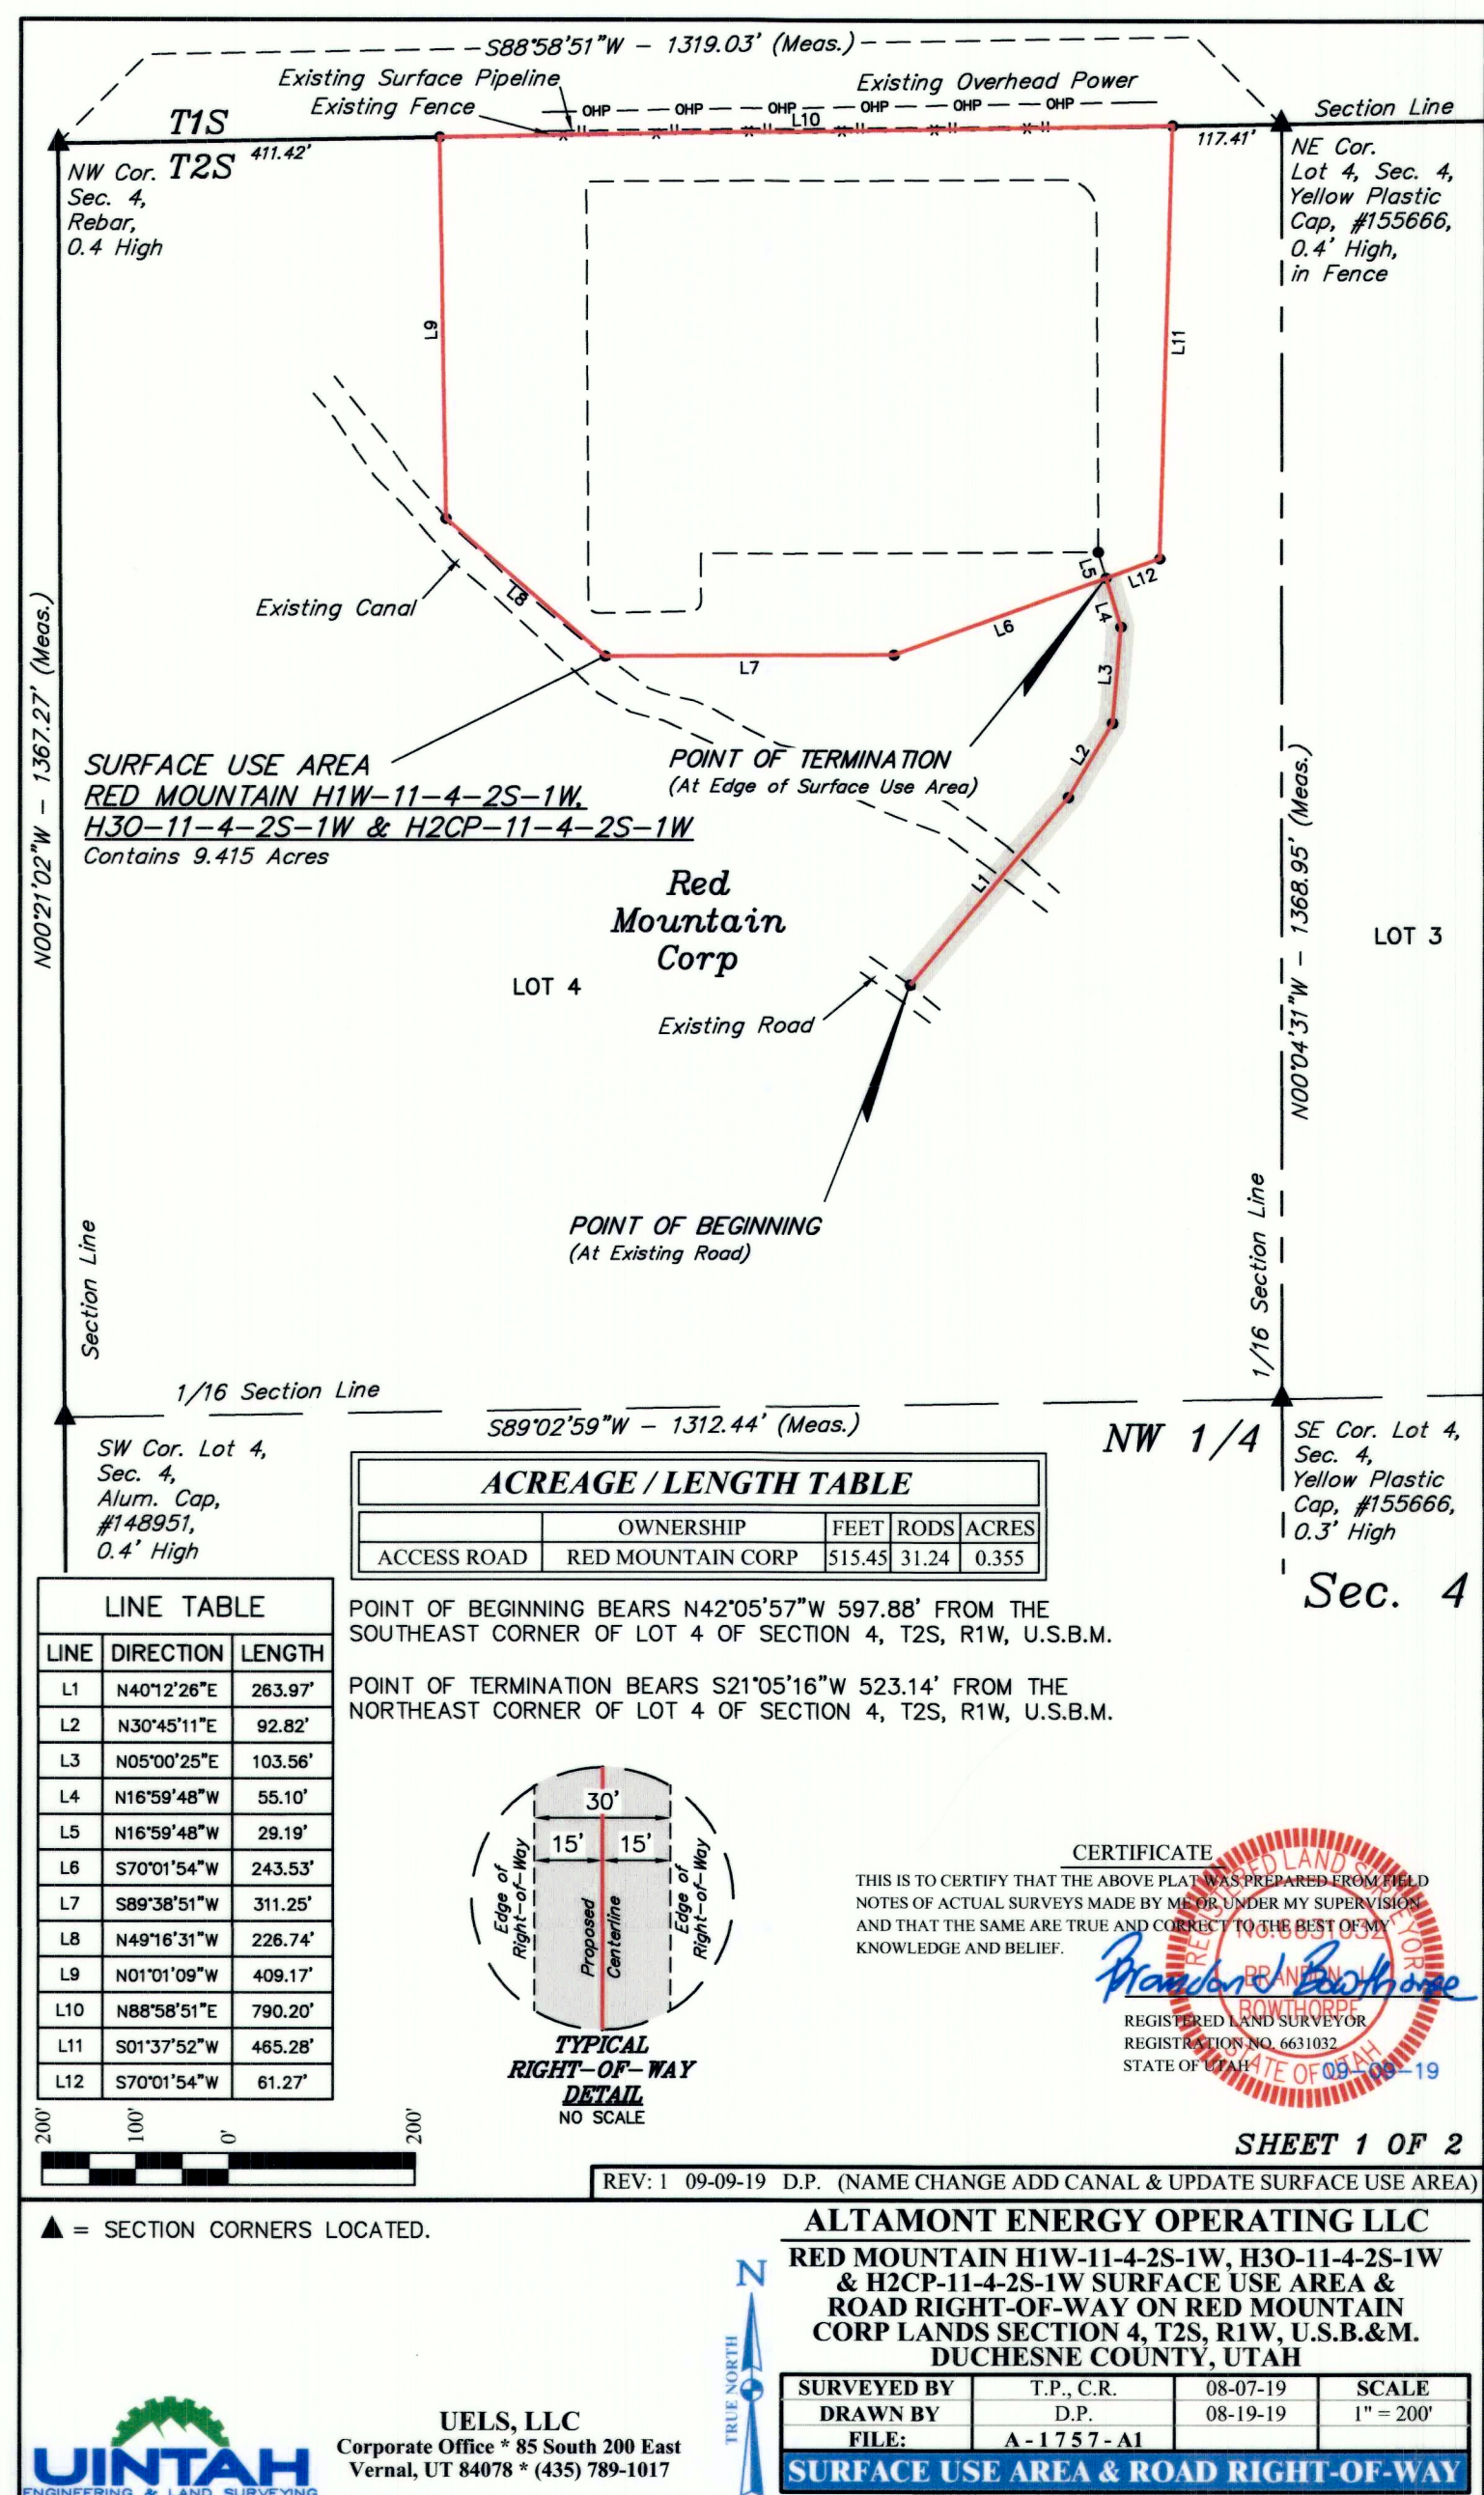 S88°58'51"W - 1319.03' (Meas.)
Existing Surface Pipeline
Existing Overhead Power
Existing Fence
OHP OHP OHP OHP OHP OHP
L10
Section Line
T1S
T2S
411.42'
117.41'
NW Cor.
Sec. 4,
Rebar,
0.4 High
NE Cor.
Lot 4, Sec. 4,
Yellow Plastic
Cap, #155666,
0.4' High,
in Fence
L9
L11
L5
L12
L4
L8
Existing Canal
L6
L7
L3
L2
L1
N00°21'02"W - 1367.27' (Meas.)
SURFACE USE AREA
RED MOUNTAIN H1W-11-4-2S-1W,
H3O-11-4-2S-1W & H2CP-11-4-2S-1W
Contains 9.415 Acres
POINT OF TERMINATION
(At Edge of Surface Use Area)
N00°04'31"W - 1368.95' (Meas.)
Red
Mountain
Corp
LOT 3
LOT 4
Existing Road
POINT OF BEGINNING
(At Existing Road)
Section Line
1/16 Section Line
1/16 Section Line
S89°02'59"W - 1312.44' (Meas.)
NW 1/4
SW Cor. Lot 4,
Sec. 4,
Alum. Cap,
#148951,
0.4' High
SE Cor. Lot 4,
Sec. 4,
Yellow Plastic
Cap, #155666,
0.3' High
Sec. 4
ACREAGE / LENGTH TABLE
OWNERSHIP FEET RODS ACRES
ACCESS ROAD RED MOUNTAIN CORP 515.45 31.24 0.355
LINE TABLE
LINE DIRECTION LENGTH
L1 N40°12'26"E 263.97'
L2 N30°45'11"E 92.82'
L3 N05°00'25"E 103.56'
L4 N16°59'48"W 55.10'
L5 N16°59'48"W 29.19'
L6 S70°01'54"W 243.53'
L7 S89°38'51"W 311.25'
L8 N49°16'31"W 226.74'
L9 N01°01'09"W 409.17'
L10 N88°58'51"E 790.20'
L11 S01°37'52"W 465.28'
L12 S70°01'54"W 61.27'
POINT OF BEGINNING BEARS N42°05'57"W 597.88' FROM THE
SOUTHEAST CORNER OF LOT 4 OF SECTION 4, T2S, R1W, U.S.B.M.
POINT OF TERMINATION BEARS S21°05'16"W 523.14' FROM THE
NORTHEAST CORNER OF LOT 4 OF SECTION 4, T2S, R1W, U.S.B.M.
30'
15' 15'
Edge of
Right-of-Way
Proposed
Centerline
Edge of
Right-of-Way
TYPICAL
RIGHT-OF-WAY
DETAIL
NO SCALE
CERTIFICATE
THIS IS TO CERTIFY THAT THE ABOVE PLAT WAS PREPARED FROM FIELD
NOTES OF ACTUAL SURVEYS MADE BY ME OR UNDER MY SUPERVISION
AND THAT THE SAME ARE TRUE AND CORRECT TO THE BEST OF MY
KNOWLEDGE AND BELIEF.
REGISTERED LAND SURVEYOR
No. 6631032
BRANDON J.
BOWTHORPE
STATE OF UTAH
Brandon J Bowthorpe
REGISTERED LAND SURVEYOR
REGISTRATION NO. 6631032
STATE OF UTAH
09-09-19
200' 100' 0' 200'
SHEET 1 OF 2
REV: 1 09-09-19 D.P. (NAME CHANGE ADD CANAL & UPDATE SURFACE USE AREA)
▲ = SECTION CORNERS LOCATED.
ALTAMONT ENERGY OPERATING LLC
RED MOUNTAIN H1W-11-4-2S-1W, H3O-11-4-2S-1W
& H2CP-11-4-2S-1W SURFACE USE AREA &
ROAD RIGHT-OF-WAY ON RED MOUNTAIN
CORP LANDS SECTION 4, T2S, R1W, U.S.B.&M.
DUCHESNE COUNTY, UTAH
N
TRUE NORTH
SURVEYED BY T.P., C.R. 08-07-19 SCALE
DRAWN BY D.P. 08-19-19 1" = 200'
FILE: A-1757-A1
SURFACE USE AREA & ROAD RIGHT-OF-WAY
UINTAH
ENGINEERING & LAND SURVEYING
UELS, LLC
Corporate Office * 85 South 200 East
Vernal, UT 84078 * (435) 789-1017